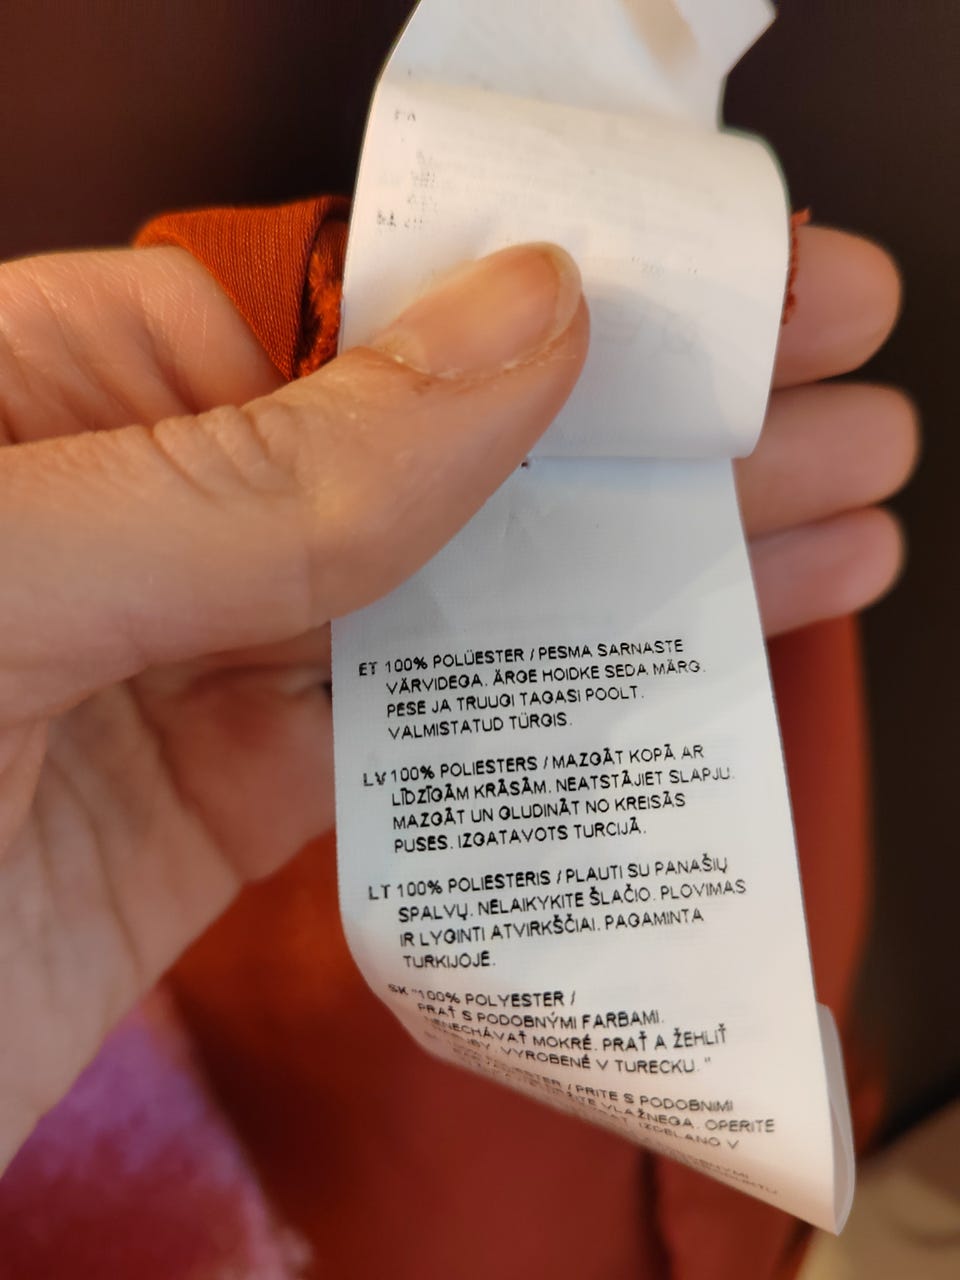 ET 100% POLÜESTER / PESMA SARNASTE
VÄRVIDEGA. ÄRGE HOIDKE SEDA MÄRG.
PESE JA TRUUGI TAGASI POOLT.
VALMISTATUD TÜRGIS.
LV 100% POLIESTERS / MAZGĀT KOPĀ AR
LĪDZĪGĀM KRĀSĀM. NEATSTĀJIET SLAPJU.
MAZGĀT UN GLUDINĀT NO KREISĀS
PUSES. IZGATAVOTS TURCIJĀ.
LT 100% POLIESTERIS / PLAUTI SU PANAŠIŲ
SPALVŲ. NELAIKYKITE ŠLAČIO. PLOVIMAS
IR LYGINTI ATVIRKŠČIAI. PAGAMINTA
TURKIJOJE.
SK "100% POLYESTER /
PRAŤ S PODOBNÝMI FARBAMI.
NENECHÁVAŤ MOKRÉ. PRAŤ A ŽEHLIŤ
VYROBENÉ V TURECKU. "
/ PRITE S PODOBNIMI
VLAŽNEGA. OPERITE
IZDELANO V